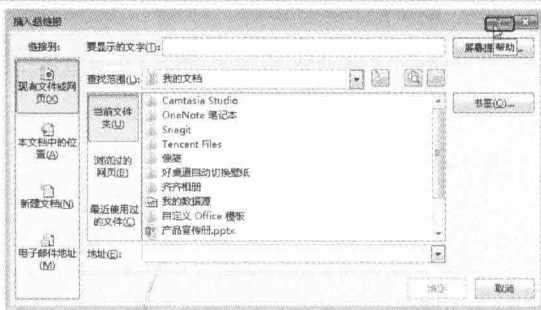 插入超链接
链接到:
要显示的文字(T):
屏幕提
帮助
现有文件或网页(X)
查找范围(L):
我的文档
书签(O)...
当前文件夹(U)
Camtasia Studio
OneNote 笔记本
Snagit
Tencent Files
本文档中的位置(A)
浏览过的网页(B)
好桌道自动切换壁纸
齐齐相册
我的数据源
新建文档(N)
最近使用过的文件(C)
自定义 Office 模板
产品宣传册.pptx
电子邮件地址(M)
地址(E):
确定
取消